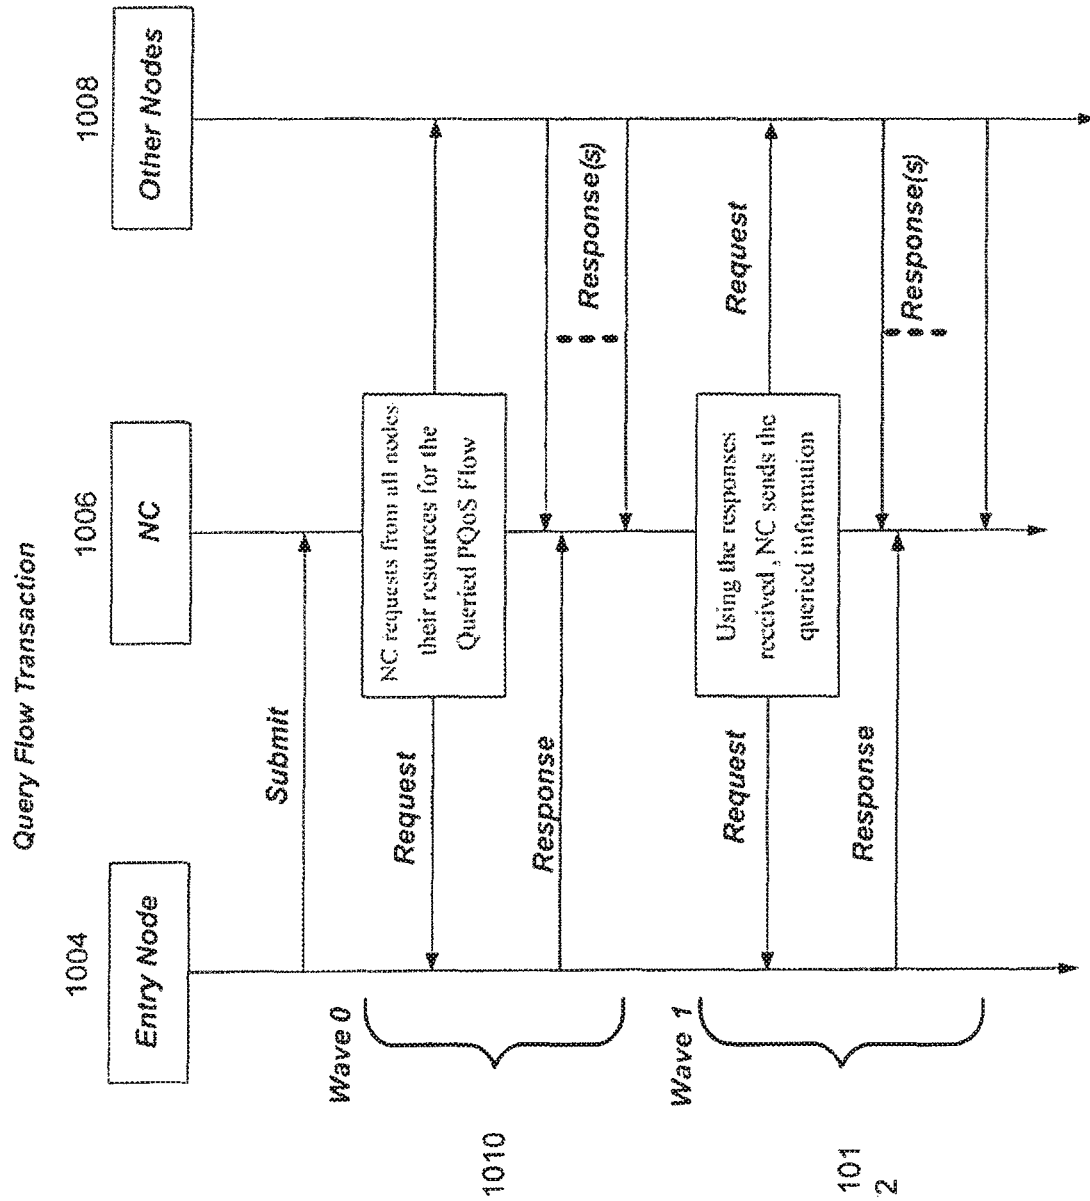 Query Flow Transaction
1004
1006
1008
Entry Node
NC
Other Nodes
Submit
Wave 0
1010
NC requests from all nodes
their resources for the
Queried PQoS Flow
Request
Response
Response(s)
Wave 1
101
2
Using the responses
received, NC sends the
queried information
Request
Request
Response
Response(s)